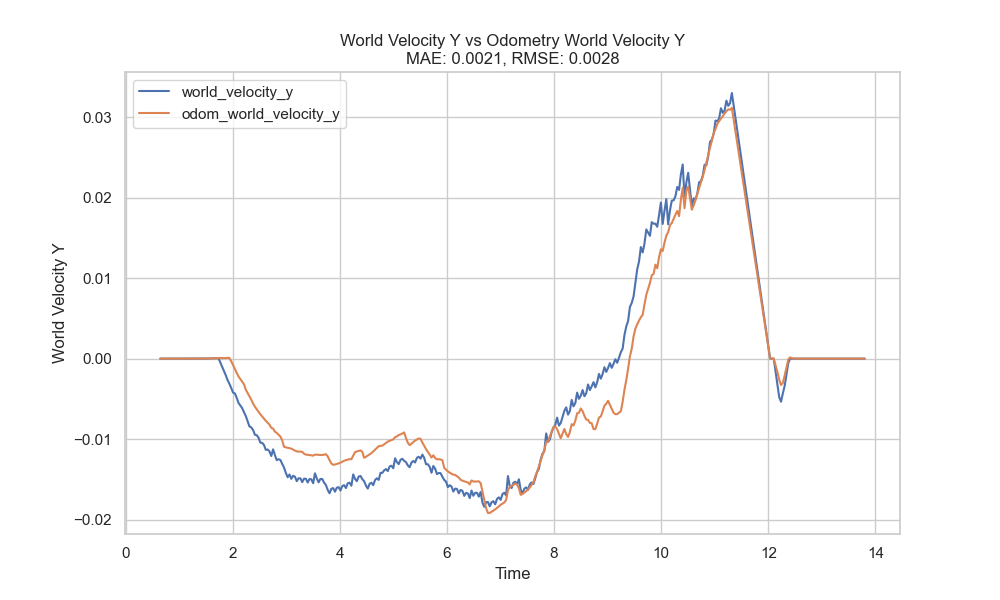 World Velocity Y vs Odometry World Velocity Y
MAE: 0.0021, RMSE: 0.0028
world_velocity_y
odom_world_velocity_y
World Velocity Y
0.03
0.02
0.01
0.00
−0.01
−0.02
0 2 4 6 8 10 12 14
Time